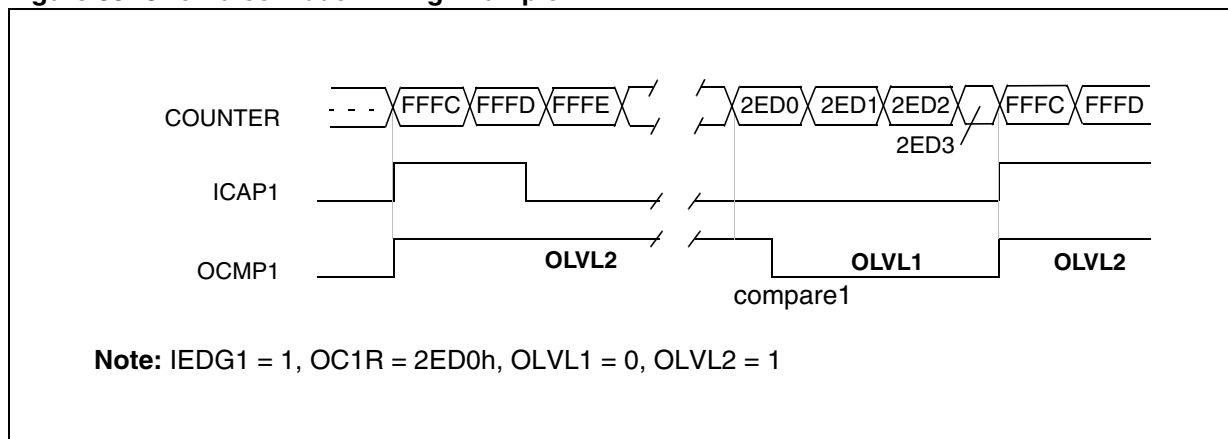 COUNTER
- - - FFFC FFFD FFFE 2ED0 2ED1 2ED2 FFFC FFFD
2ED3
ICAP1
OCMP1
OLVL2 OLVL1 OLVL2
compare1
Note: IEDG1 = 1, OC1R = 2ED0h, OLVL1 = 0, OLVL2 = 1